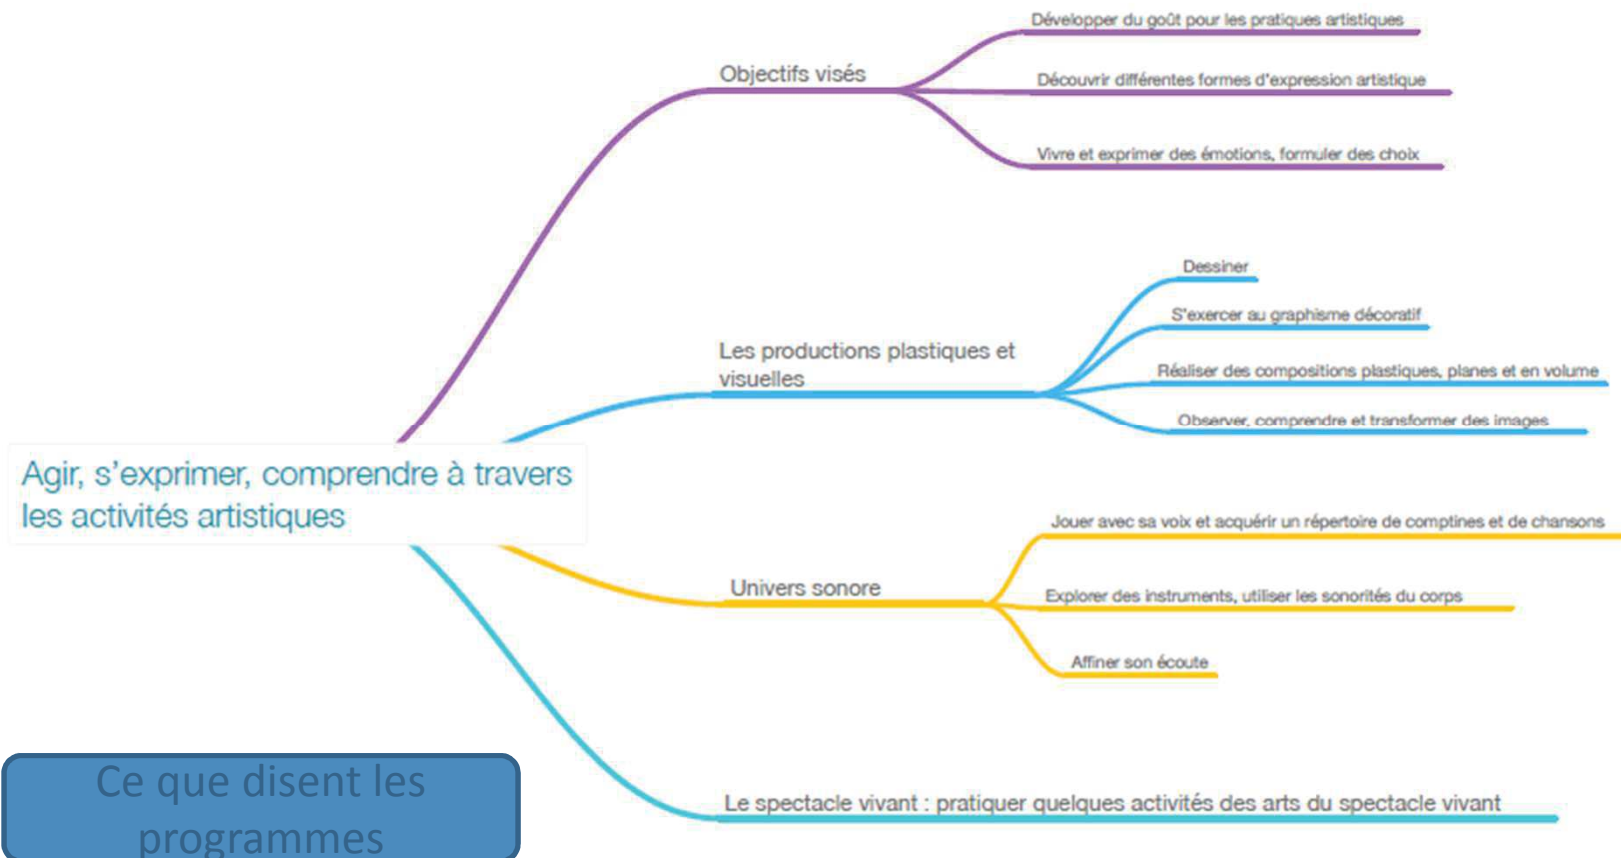 Développer du goût pour les pratiques artistiques
Objectifs visés
Découvrir différentes formes d'expression artistique
Vivre et exprimer des émotions, formuler des choix
Dessiner
S'exercer au graphisme décoratif
Les productions plastiques et
visuelles
Réaliser des compositions plastiques, planes et en volume
Observer, comprendre et transformer des images
Agir, s'exprimer, comprendre à travers
les activités artistiques
Jouer avec sa voix et acquérir un répertoire de comptines et de chansons
Univers sonore
Explorer des instruments, utiliser les sonorités du corps
Affiner son écoute
Le spectacle vivant : pratiquer quelques activités des arts du spectacle vivant
Ce que disent les
programmes